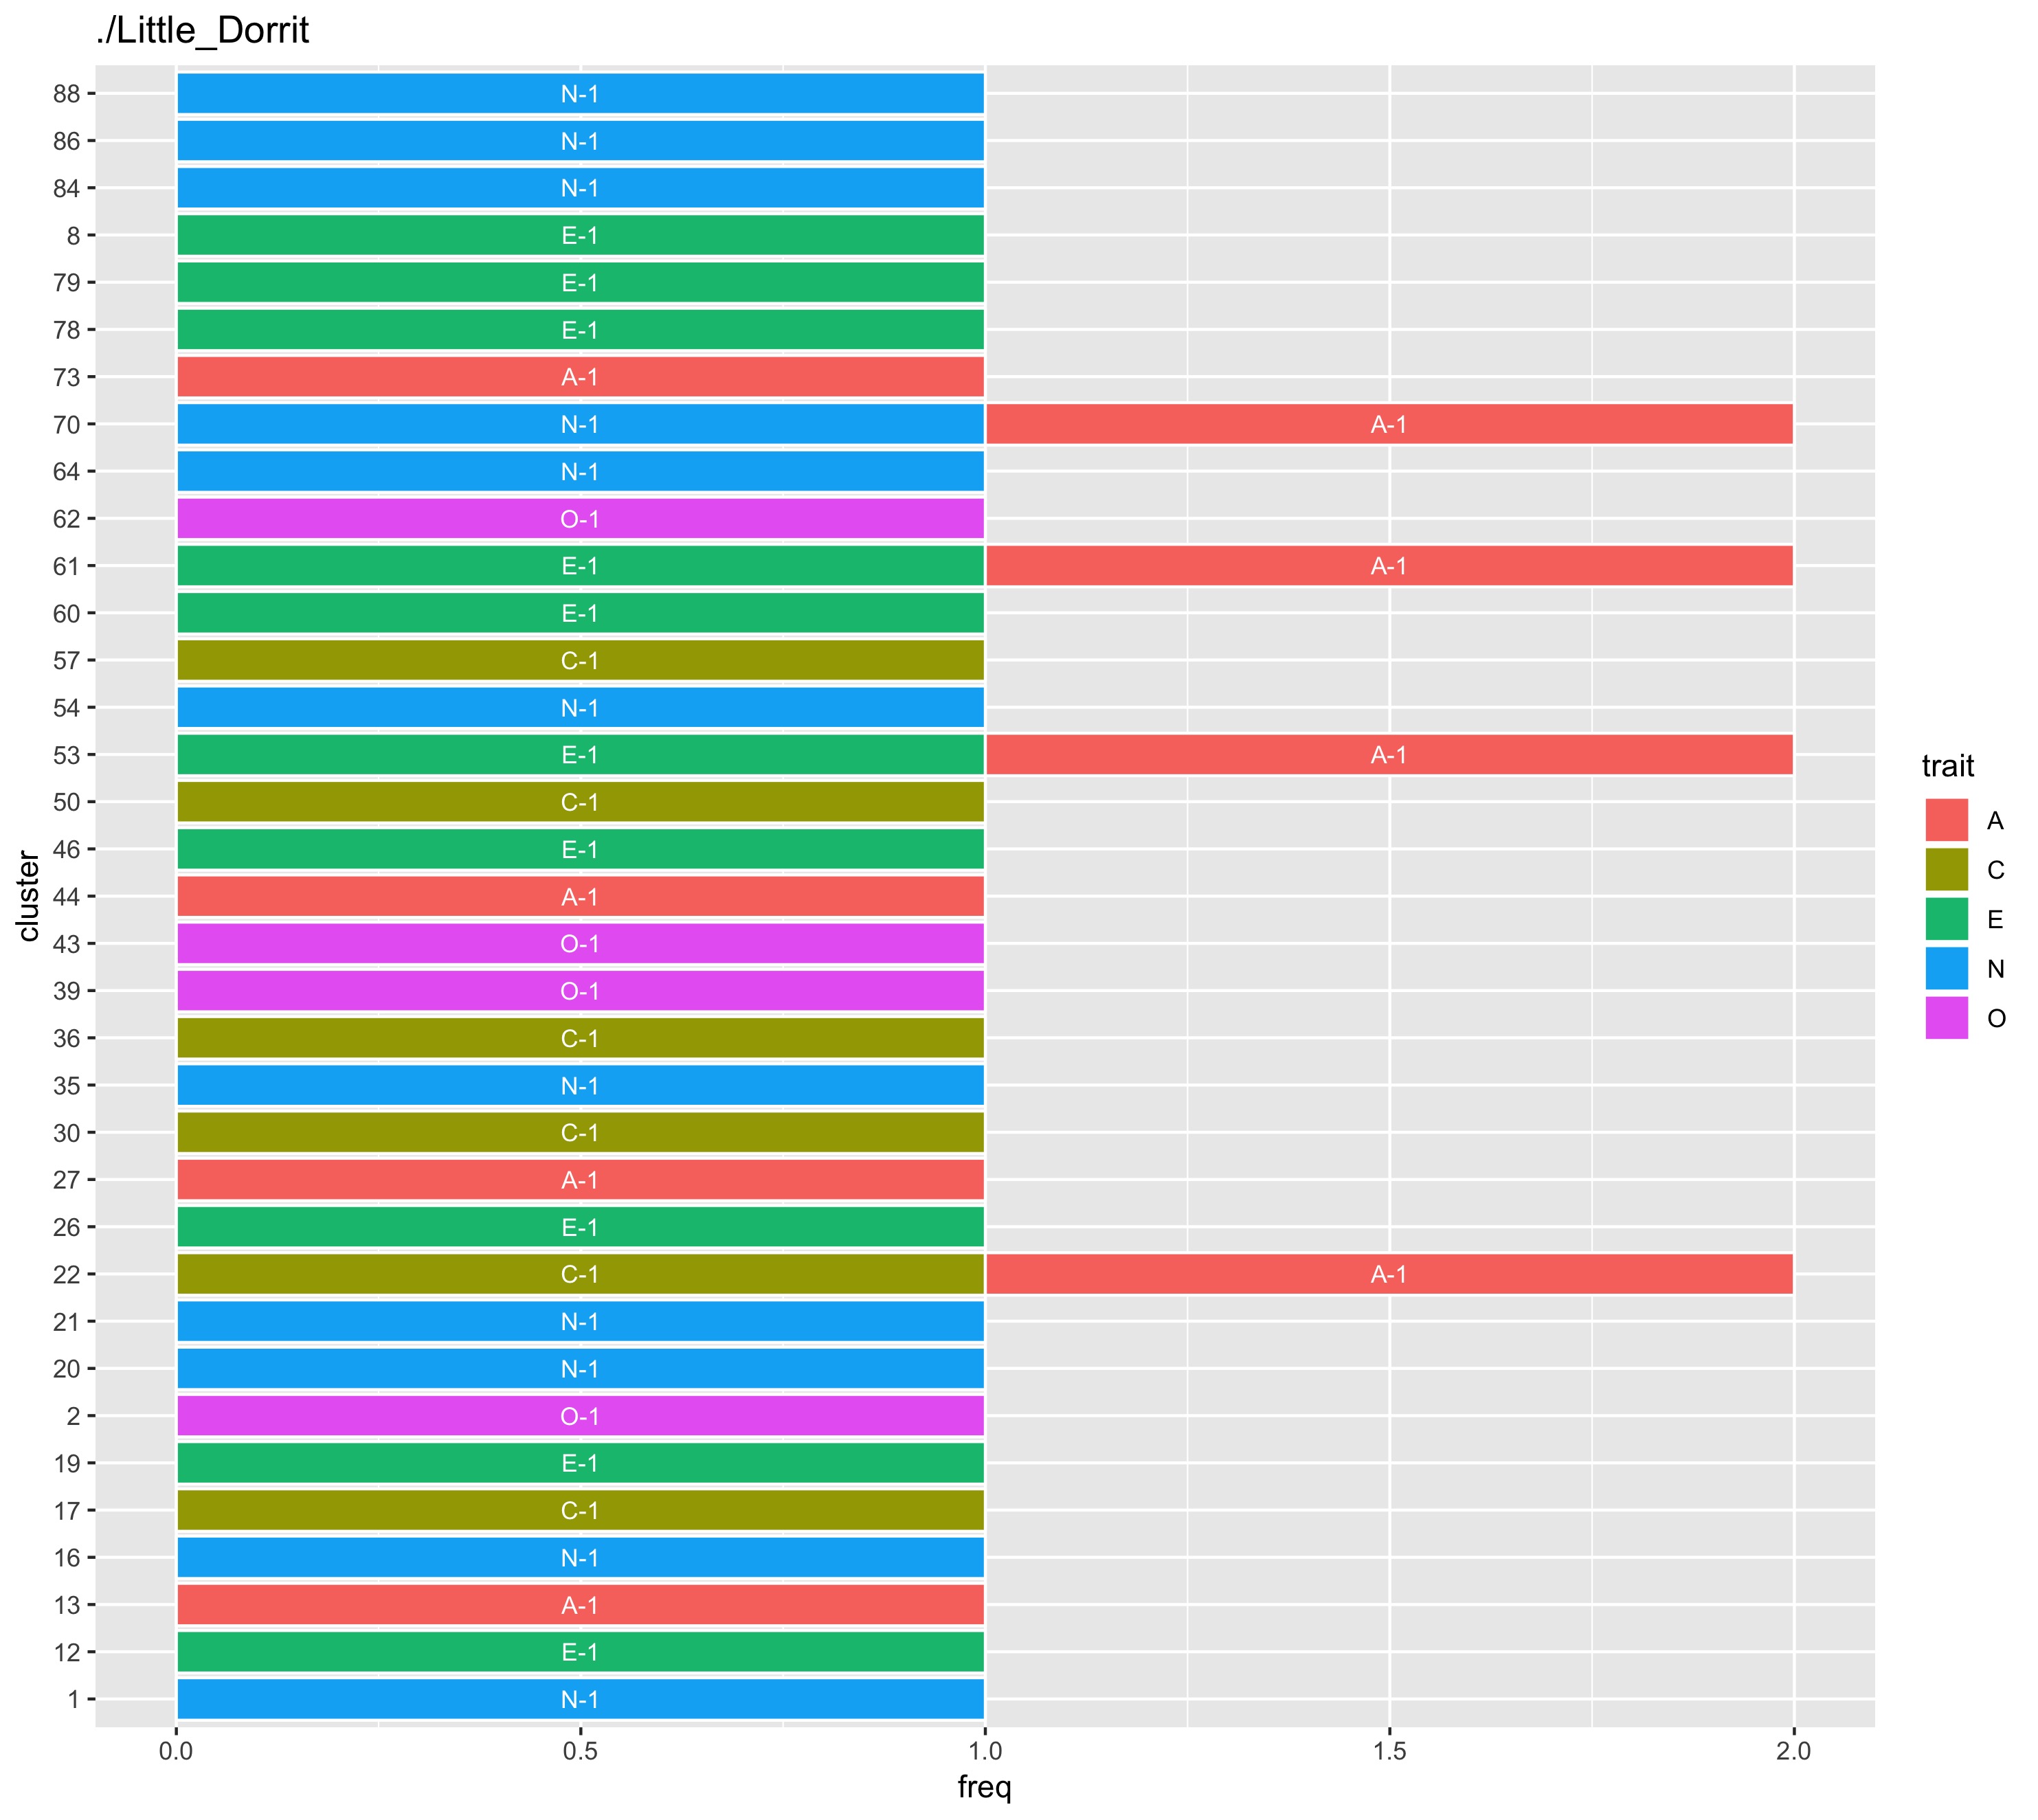 ./Little_Dorrit
88 N-1
86 N-1
84 N-1
8 E-1
79 E-1
78 E-1
73 A-1
70 N-1 A-1
64 N-1
62 O-1
61 E-1 A-1
60 E-1
57 C-1
54 N-1
53 E-1 A-1
50 C-1
46 E-1
44 A-1
43 O-1
39 O-1
36 C-1
35 N-1
30 C-1
27 A-1
26 E-1
22 C-1 A-1
21 N-1
20 N-1
2 O-1
19 E-1
17 C-1
16 N-1
13 A-1
12 E-1
1 N-1
0.0 0.5 1.0 1.5 2.0
freq
cluster
trait
A
C
E
N
O